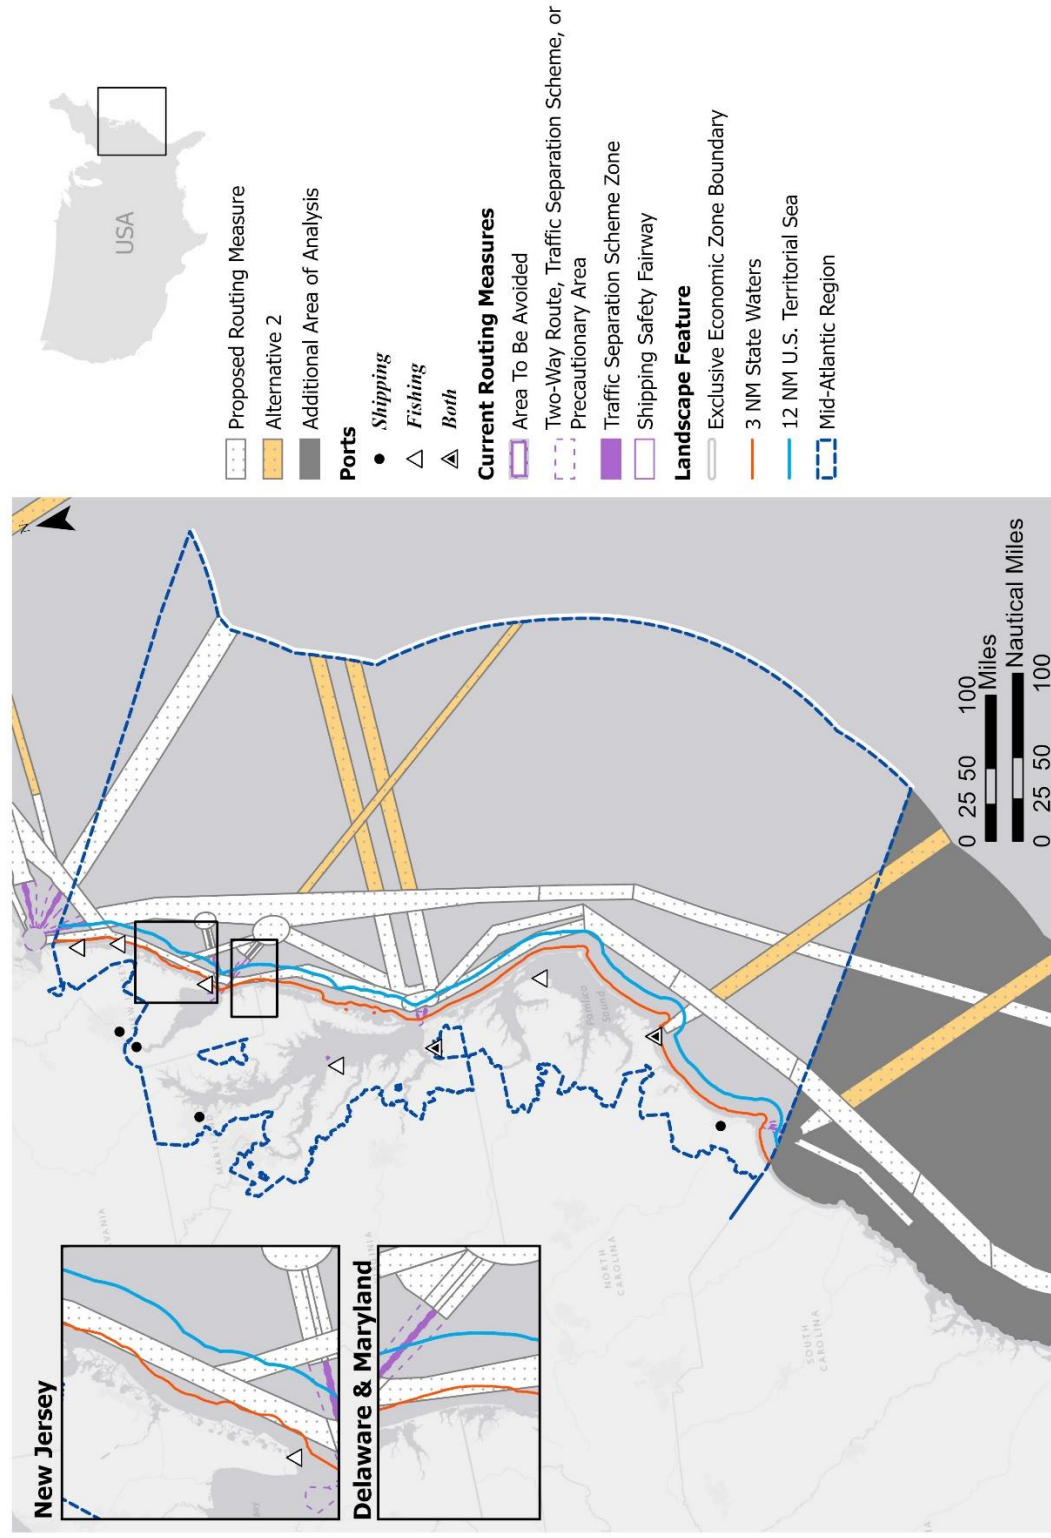 New Jersey
Delaware & Maryland
MARYLAND
NORTH
CAROLINA
SOUTH
CAROLINA
Pamlico
Sound
N
0 25 50 100
Miles
Nautical Miles
0 25 50 100
USA
Proposed Routing Measure
Alternative 2
Additional Area of Analysis
Ports
Shipping
Fishing
Both
Current Routing Measures
Area To Be Avoided
Two-Way Route, Traffic Separation Scheme, or
Precautionary Area
Traffic Separation Scheme Zone
Shipping Safety Fairway
Landscape Feature
Exclusive Economic Zone Boundary
3 NM State Waters
12 NM U.S. Territorial Sea
Mid-Atlantic Region